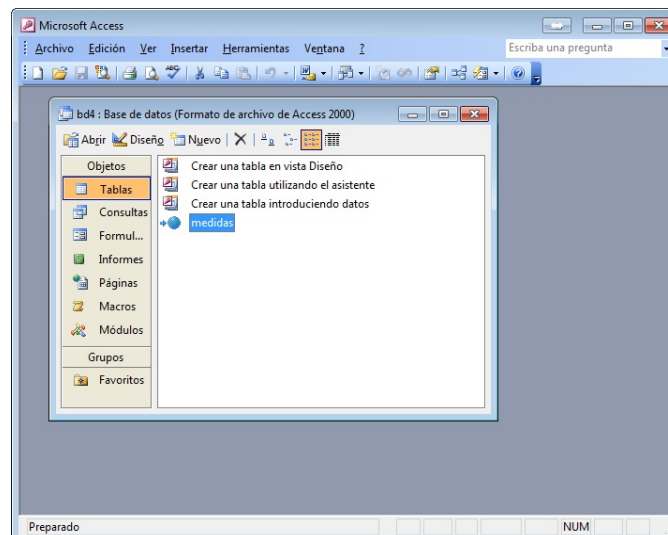 Microsoft Access
Archivo Edición Ver Insertar Herramientas Ventana ? Escriba una pregunta
bd4 : Base de datos (Formato de archivo de Access 2000)
Abrir Diseño Nuevo
Objetos
Tablas
Consultas
Formul...
Informes
Páginas
Macros
Módulos
Grupos
Favoritos
Crear una tabla en vista Diseño
Crear una tabla utilizando el asistente
Crear una tabla introduciendo datos
medidas
Preparado NUM